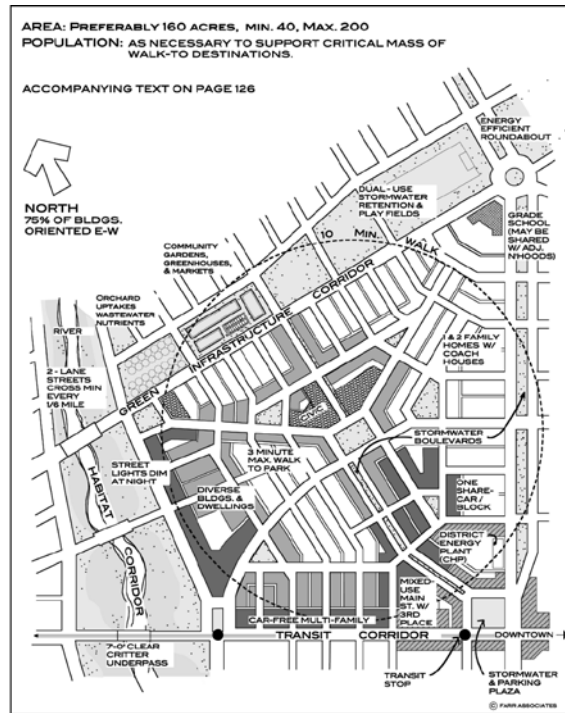 AREA: PREFERABLY 160 ACRES, MIN. 40, MAX. 200
POPULATION: AS NECESSARY TO SUPPORT CRITICAL MASS OF
WALK-TO DESTINATIONS.
ACCOMPANYING TEXT ON PAGE 126
NORTH
75% OF BLDGS.
ORIENTED E-W
ENERGY
EFFICIENT
ROUNDABOUT
DUAL-USE
STORMWATER
RETENTION &
PLAY FIELDS
GRADE
SCHOOL
(MAY BE
SHARED
W/ ADJ.
N'HOODS)
10 MIN. WALK
COMMUNITY
GARDENS,
GREENHOUSES,
& MARKETS
ORCHARD
UPTAKES
WASTEWATER
NUTRIENTS
RIVER
2-LANE
STREETS
CROSS MIN
EVERY
1/6 MILE
GREEN INFRASTRUCTURE CORRIDOR
1 & 2 FAMILY
HOMES W/
COACH
HOUSES
CIVIC
STORMWATER
BOULEVARDS
3 MINUTE
MAX. WALK
TO PARK
STREET
LIGHTS DIM
AT NIGHT
DIVERSE
BLDGS. &
DWELLINGS
HABITAT
CORRIDOR
ONE
SHARE-
CAR /
BLOCK
DISTRICT
ENERGY
PLANT
(CHP)
MIXED-
USE MAIN
ST. W/
3RD
PLACE
CAR-FREE MULTI-FAMILY
TRANSIT CORRIDOR
DOWNTOWN
7'-0" CLEAR
CRITTER
UNDERPASS
TRANSIT
STOP
STORMWATER
& PARKING
PLAZA
© FARR ASSOCIATES